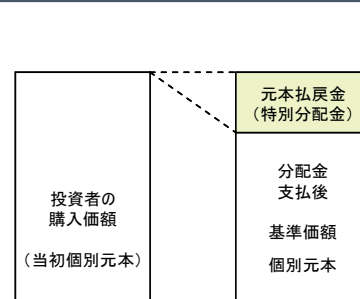 投資者の
購入価額
（当初個別元本）
元本払戻金
（特別分配金）
分配金
支払後
基準価額
個別元本